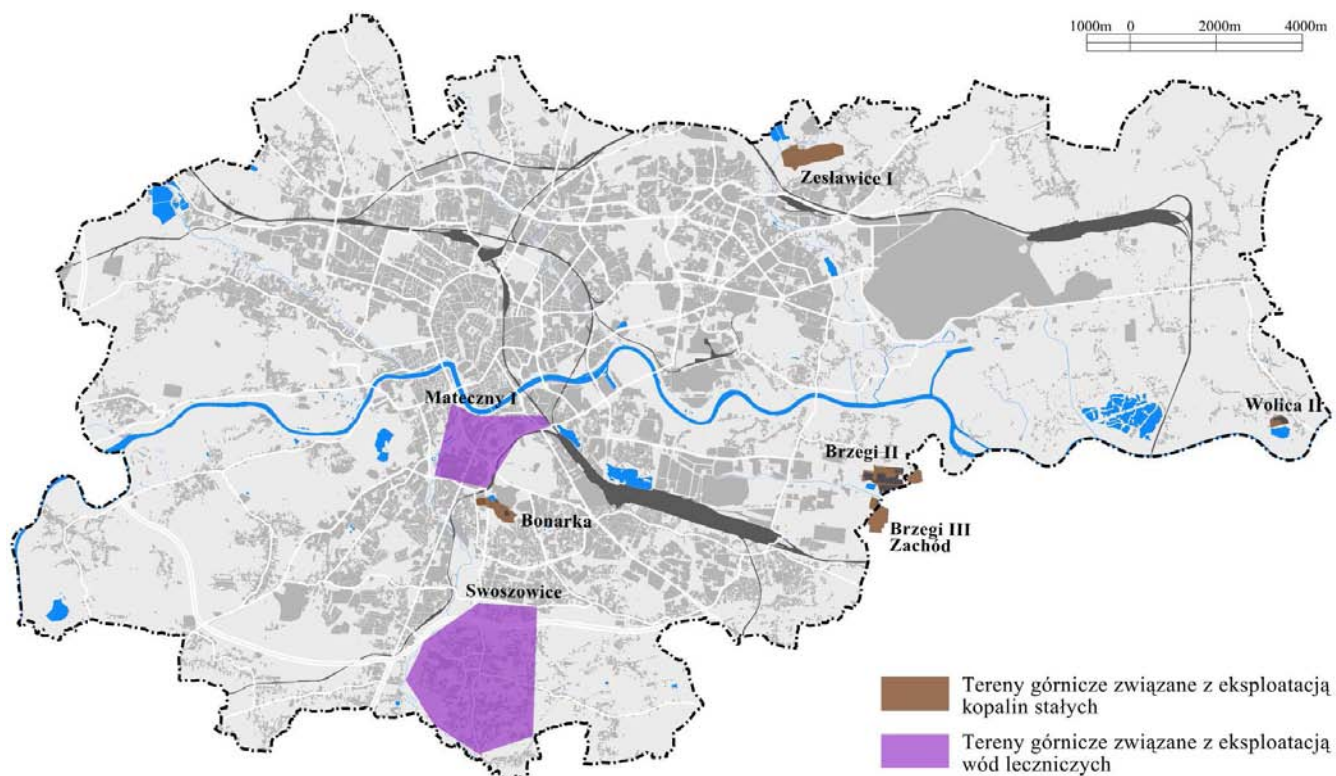 1000m 0 2000m 4000m
Zesławice I
Mateczny I
Wolica II
Brzegi II
Bonarka
Brzegi III
Zachód
Swoszowice
Tereny górnicze związane z eksploatacją
kopalin stałych
Tereny górnicze związane z eksploatacją
wód leczniczych